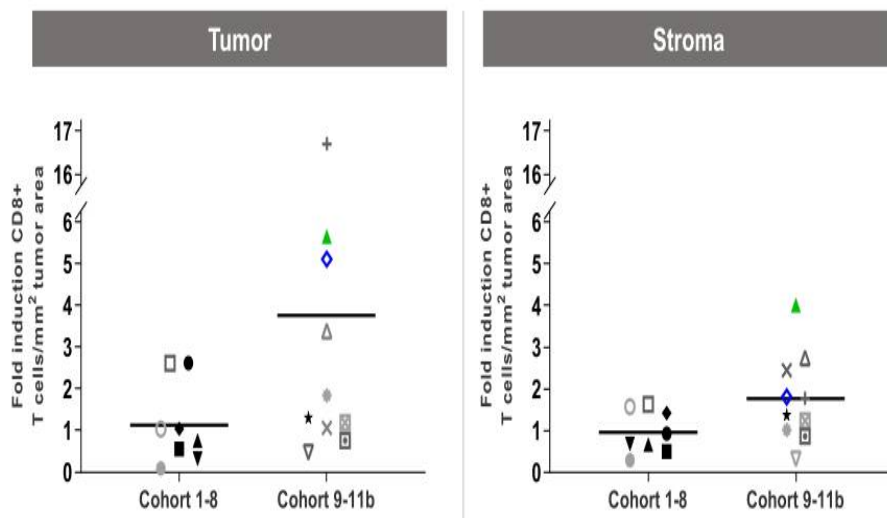 Tumor
Stroma
Fold induction CD8+
T cells/mm² tumor area
17
16
6
5
4
3
2
1
0
Cohort 1-8
Cohort 9-11b
Fold induction CD8+
T cells/mm² tumor area
17
16
6
5
4
3
2
1
0
Cohort 1-8
Cohort 9-11b